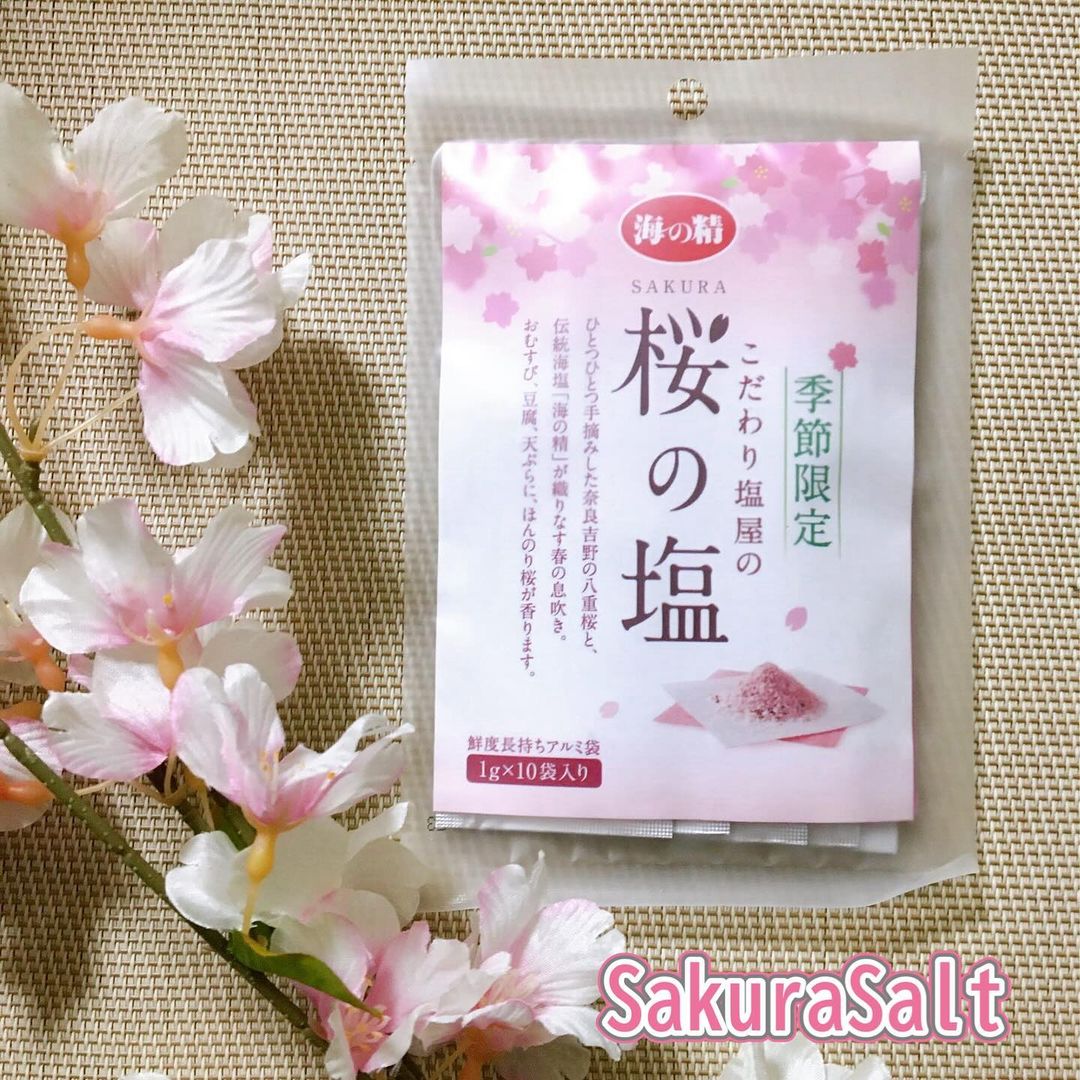 海の精
SAKURA
季節限定
こだわり塩屋の
桜の塩
ひとつひとつ手摘みした奈良吉野の八重桜と、
伝統海塩「海の精」が織りなす春の息吹き。
おむすび、豆腐、天ぷらに、ほんのり桜が香ります。
鮮度長持ちアルミ袋
1g×10袋入り
SakuraSalt